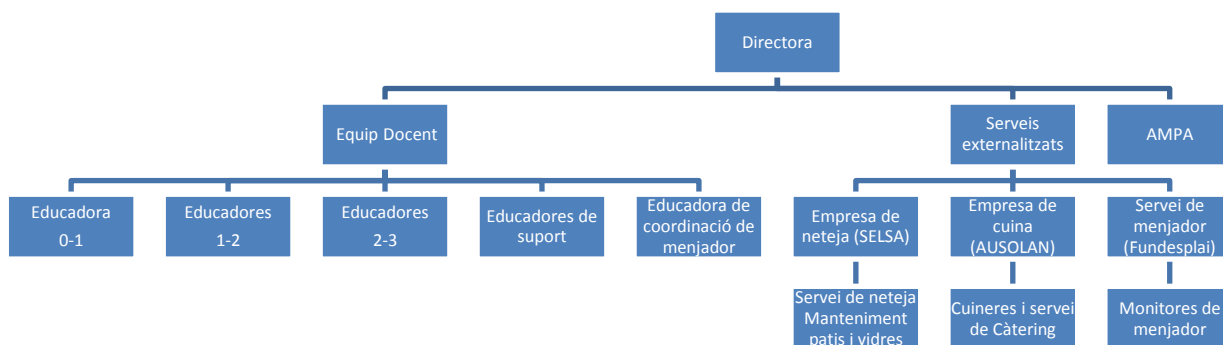 Directora
Equip Docent
Serveis
externalitzats
AMPA
Educadora
0-1
Educadores
1-2
Educadores
2-3
Educadores de
suport
Educadora de
coordinació de
menjador
Empresa de
neteja (SELSA)
Empresa de
cuina
(AUSOLAN)
Servei de
menjador
(Fundesplai)
Servei de neteja
Manteniment
patis i vidres
Cuineres i servei
de Càtering
Monitores de
menjador